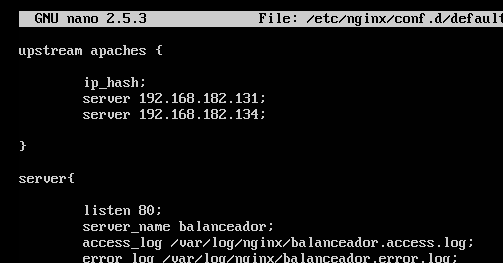 GNU nano 2.5.3 File: /etc/nginx/conf.d/default
upstream apaches {
ip_hash;
server 192.168.182.131;
server 192.168.182.134;
}
server{
listen 80;
server_name balanceador;
access_log /var/log/nginx/balanceador.access.log;
error_log /var/log/nginx/balanceador.error.log;